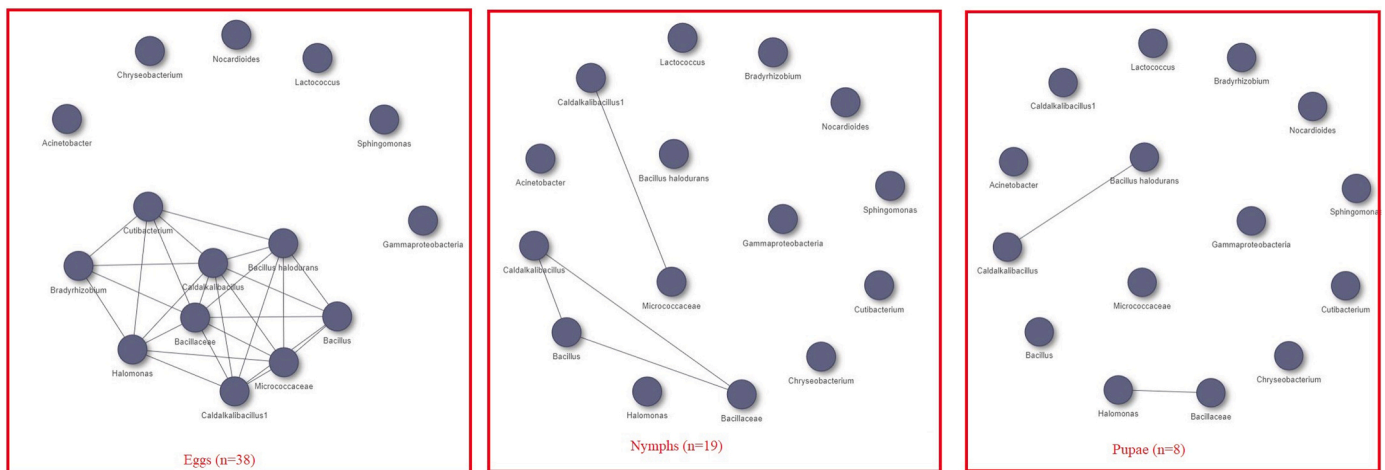 Nocardioides
Chryseobacterium
Lactococcus
Acinetobacter
Sphingomonas
Cutibacterium
Gammaproteobacteria
Bacillus halodurans
Bradyrhizobium
Caldalkalibacillus
Bacillaceae
Bacillus
Halomonas
Micrococcaceae
Caldalkalibacillus1
Eggs (n=38)
Lactococcus
Bradyrhizobium
Caldalkalibacillus1
Nocardioides
Acinetobacter
Bacillus halodurans
Sphingomonas
Gammaproteobacteria
Caldalkalibacillus
Micrococcaceae
Cutibacterium
Bacillus
Chryseobacterium
Halomonas
Bacillaceae
Nymphs (n=19)
Lactococcus
Bradyrhizobium
Caldalkalibacillus1
Nocardioides
Acinetobacter
Bacillus halodurans
Sphingomona
Gammaproteobacteria
Caldalkalibacillus
Micrococcaceae
Cutibacterium
Bacillus
Chryseobacterium
Halomonas
Bacillaceae
Pupae (n=8)